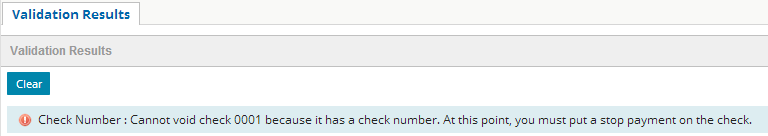 Validation Results
Validation Results
Clear
Check Number : Cannot void check 0001 because it has a check number. At this point, you must put a stop payment on the check.